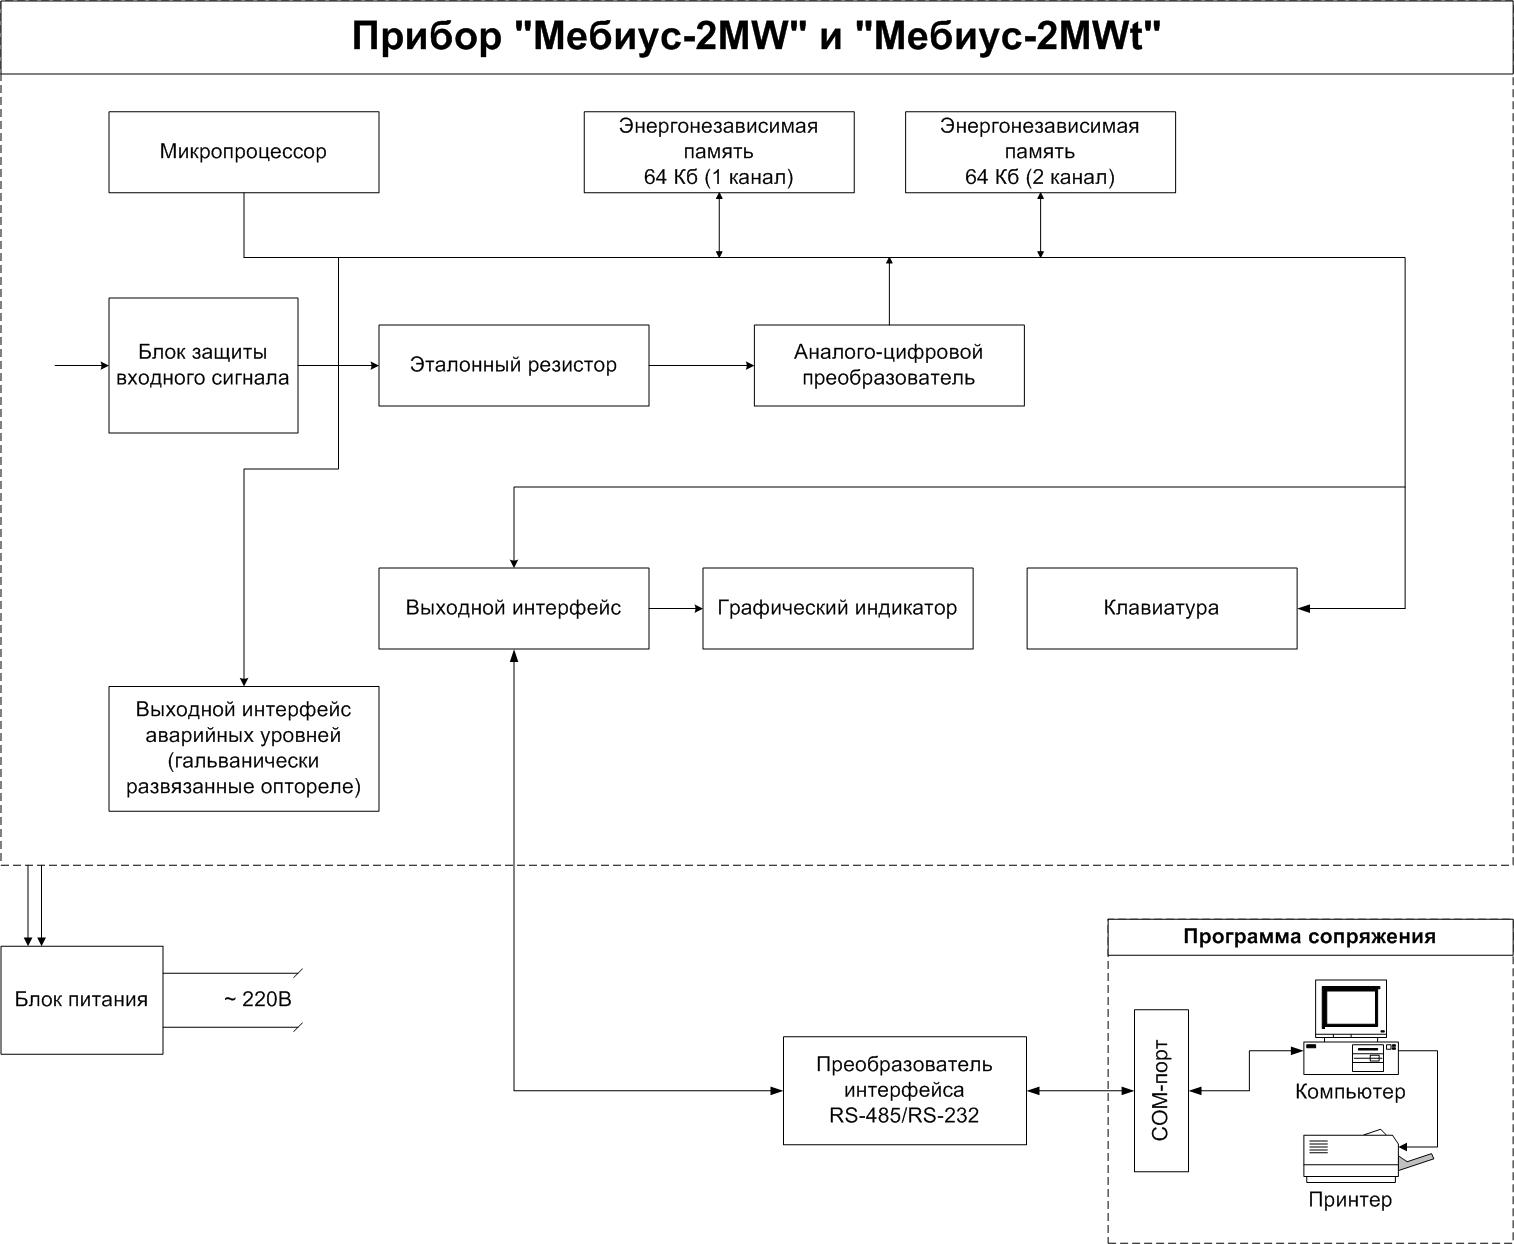 Прибор "Мебиус-2MW" и "Мебиус-2MWt"
Микропроцессор
Энергонезависимая
память
64 Кб (1 канал)
Энергонезависимая
память
64 Кб (2 канал)
Блок защиты
входного сигнала
Эталонный резистор
Аналого-цифровой
преобразователь
Выходной интерфейс
Графический индикатор
Клавиатура
Выходной интерфейс
аварийных уровней
(гальванически
развязанные оптореле)
Блок питания
~ 220В
Преобразователь
интерфейса
RS-485/RS-232
Программа сопряжения
COM-порт
Компьютер
Принтер